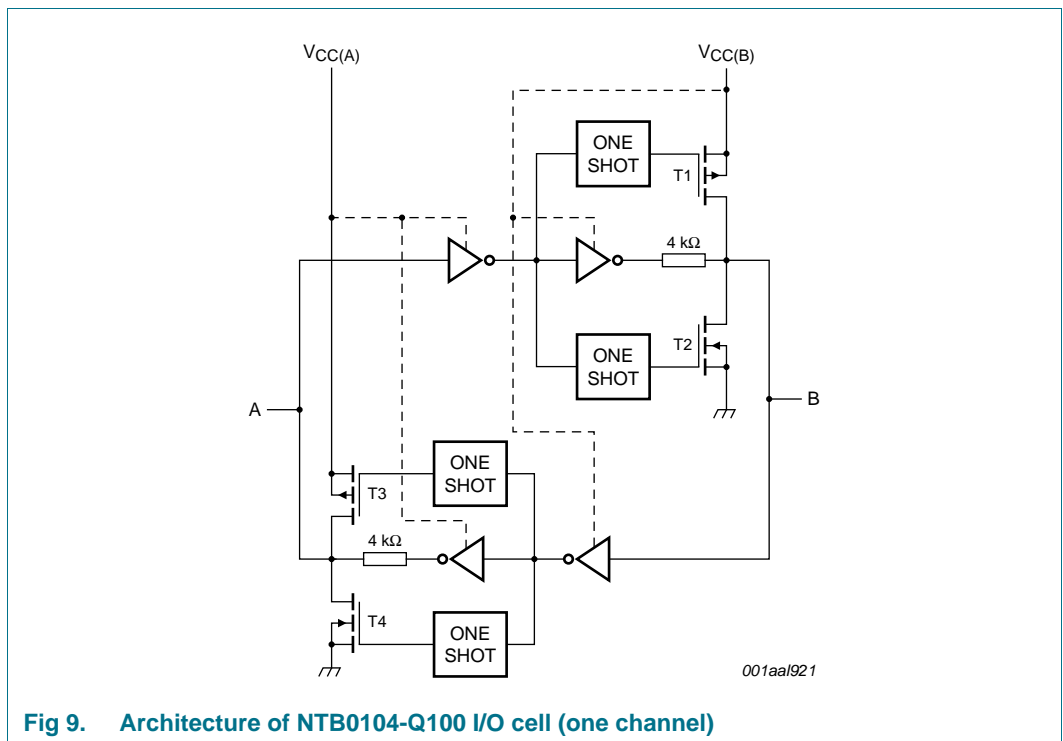 VCC(A)
VCC(B)
ONE
SHOT
T1
4 kΩ
ONE
SHOT
T2
A
B
ONE
SHOT
T3
4 kΩ
T4
ONE
SHOT
001aal921
Fig 9. Architecture of NTB0104-Q100 I/O cell (one channel)